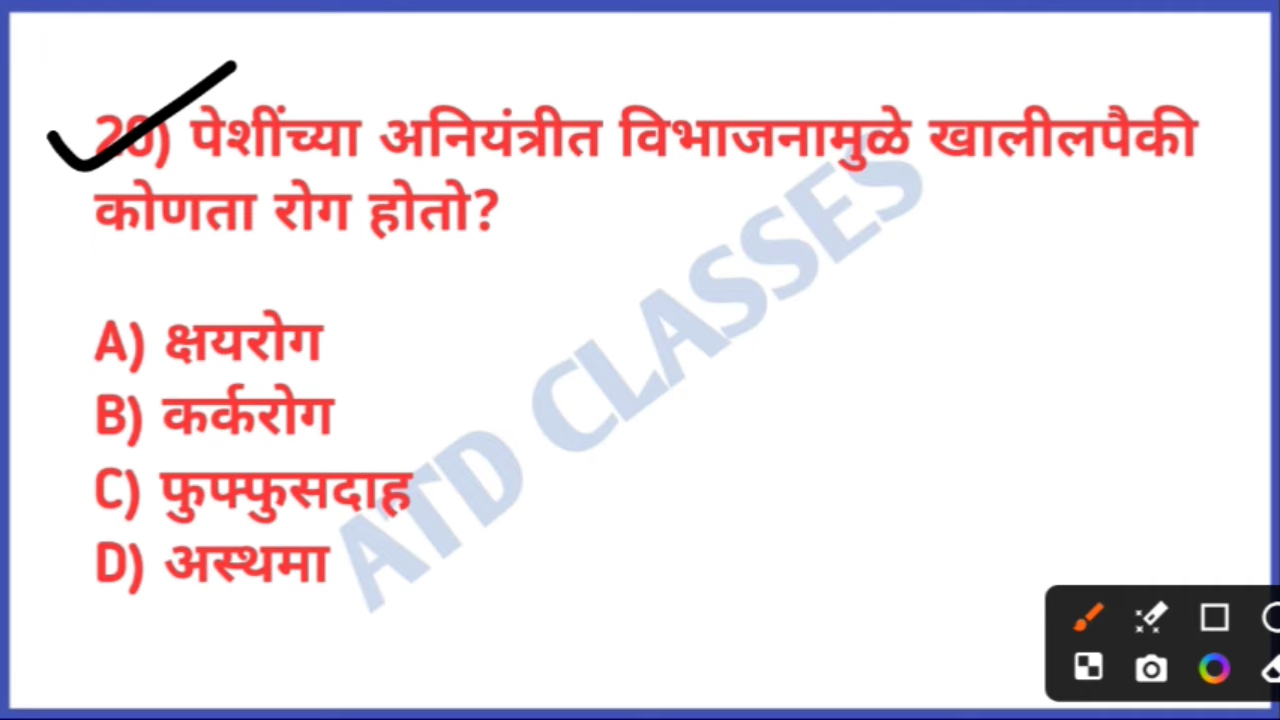 20) पेशींच्या अनियंत्रीत विभाजनामुळे खालीलपैकी
कोणता रोग होतो?
A) क्षयरोग
B) कर्करोग
C) फुफ्फुसदाह
D) अस्थमा
ATD CLASSES